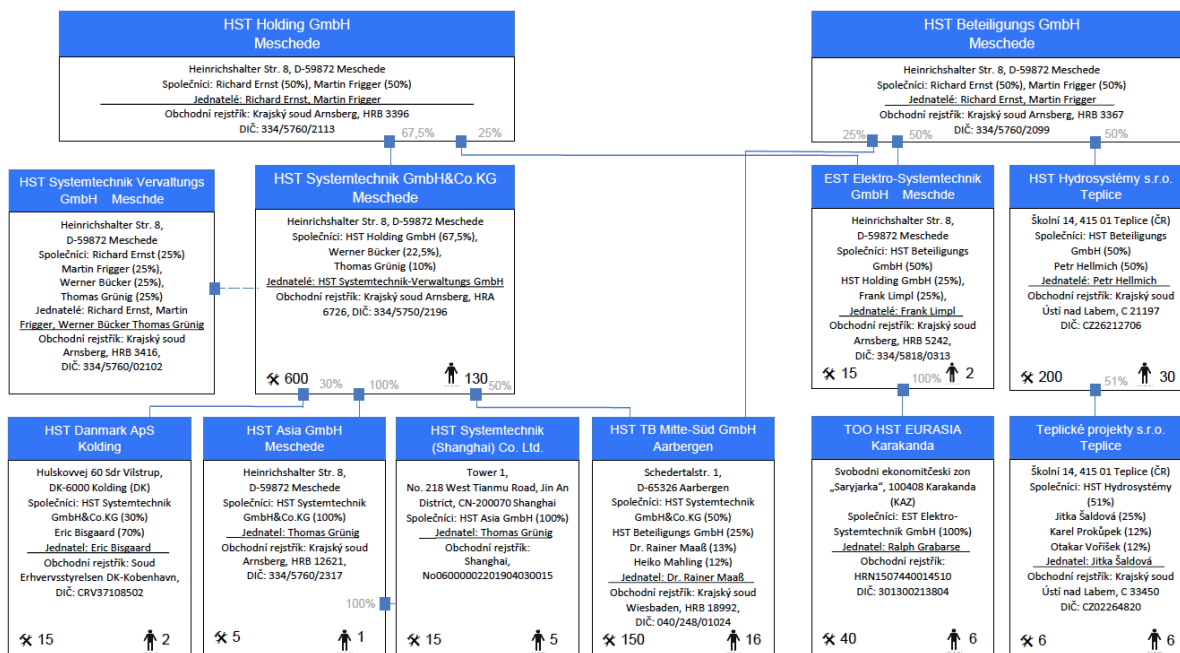 HST Holding GmbH
Meschede
Heinrichshalter Str. 8, D-59872 Meschede
Společníci: Richard Ernst (50%), Martin Frigger (50%)
Jednatelé: Richard Ernst, Martin Frigger
Obchodní rejstřík: Krajský soud Arnsberg, HRB 3396
DIČ: 334/5760/2113
67,5%
25%
HST Beteiligungs GmbH
Meschede
Heinrichshalter Str. 8, D-59872 Meschede
Společníci: Richard Ernst (50%), Martin Frigger (50%)
Jednatelé: Richard Ernst, Martin Frigger
Obchodní rejstřík: Krajský soud Arnsberg, HRB 3367
DIČ: 334/5760/2099
25%
50%
50%
HST Systemtechnik Vervaltungs
GmbH Meschde
Heinrichshalter Str. 8,
D-59872 Meschede
Společníci: Richard Ernst (25%)
Martin Frigger (25%),
Werner Bücker (25%),
Thomas Grünig (25%)
Jednatelé: Richard Ernst, Martin
Frigger, Werner Bücker Thomas Grünig
Obchodní rejstřík: Krajský soud
Arnsberg, HRB 3416,
DIČ: 334/5760/02102
HST Systemtechnik GmbH&Co.KG
Meschede
Heinrichshalter Str. 8, D-59872 Meschede
Společníci: HST Holding GmbH (67,5%),
Werner Bücker (22,5%),
Thomas Grünig (10%)
Jednatelé: HST Systemtechnik-Verwaltungs GmbH
Obchodní rejstřík: Krajský soud Arnsberg, HRA
6726, DIČ: 334/5750/2196
600
130
30%
100%
50%
EST Elektro-Systemtechnik
GmbH Meschde
Heinrichshalter Str. 8,
D-59872 Meschede
Společníci: HST Beteiligungs
GmbH (50%)
HST Holding GmbH (25%),
Frank Limpl (25%),
Jednatelé: Frank Limpl
Obchodní rejstřík: Krajský soud
Arnsberg, HRB 5242,
DIČ: 334/5818/0313
15
2
100%
HST Hydrosystémy s.r.o.
Teplice
Školní 14, 415 01 Teplice (ČR)
Společníci: HST Beteiligungs
GmbH (50%)
Petr Hellmich (50%)
Jednatelé: Petr Hellmich
Obchodní rejstřík: Krajský soud
Ústí nad Labem, C 21197
DIČ: CZ26212706
200
30
51%
HST Danmark ApS
Kolding
Hulskovvej 60 Sdr Vilstrup,
DK-6000 Kolding (DK)
Společníci: HST Systemtechnik
GmbH&Co.KG (30%)
Eric Bisgaard (70%)
Jednatel: Eric Bisgaard
Obchodní rejstřík: Soud
Erhvervsstyrelsen DK-Kobenhavn,
DIČ: CRV37108502
15
2
HST Asia GmbH
Meschede
Heinrichshalter Str. 8,
D-59872 Meschede
Společníci: HST Systemtechnik
GmbH&Co.KG (100%)
Jednatel: Thomas Grünig
Obchodní rejstřík: Krajský soud
Arnsberg, HRB 12621,
DIČ: 334/5760/2317
100%
5
1
HST Systemtechnik
(Shanghai) Co. Ltd.
Tower 1,
No. 218 West Tianmu Road, Jin An
District, CN-200070 Shanghai
Společníci: HST Asia GmbH (100%)
Jednatel: Thomas Grünig
Obchodní rejstřík:
Shanghai,
No06000002201904030015
15
5
HST TB Mitte-Süd GmbH
Aarbergen
Schedertalstr. 1,
D-65326 Aarbergen
Společníci: HST Systemtechnik
GmbH&Co.KG (50%)
HST Beteiligungs GmbH (25%)
Dr. Rainer Maaß (13%)
Heiko Mahling (12%)
Jednatel: Dr. Rainer Maaß
Obchodní rejstřík: Krajský soud
Wiesbaden, HRB 18992,
DIČ: 040/248/01024
150
16
TOO HST EURASIA
Karakanda
Svobodni ekonomitčeski zon
„Saryjarka“, 100408 Karakanda
(KAZ)
Společníci: EST Elektro-
Systemtechnik GmbH (100%)
Jednatel: Ralph Grabarse
Obchodní rejstřík:
HRN1507440014510
DIČ: 301300213804
40
6
Teplické projekty s.r.o.
Teplice
Školní 14, 415 01 Teplice (ČR)
Společníci: HST Hydrosystémy
(51%)
Jitka Šaldová (25%)
Karel Prokůpek (12%)
Otakar Voříšek (12%)
Jednatel: Jitka Šaldová
Obchodní rejstřík: Krajský soud
Ústí nad Labem, C 33450
DIČ: CZ02264820
6
6